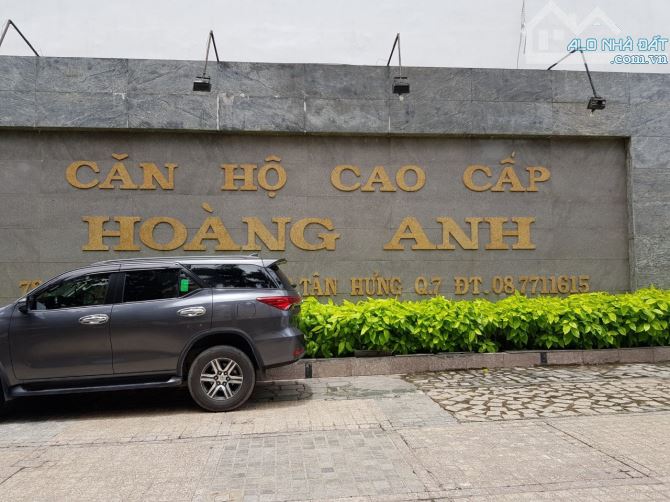 ALO NHÀ ĐẤT
.com.vn
CĂN HỘ CAO CẤP
HOÀNG ANH
TÂN HƯNG Q.7 ĐT. 08.7711615